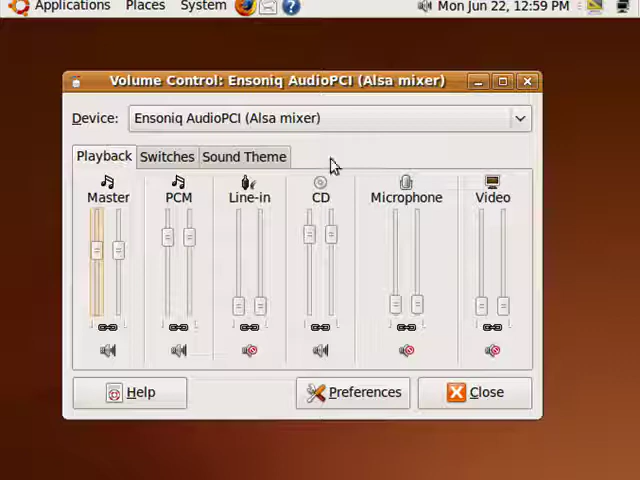 Applications Places System Mon Jun 22, 12:59 PM
Volume Control: Ensoniq AudioPCI (Alsa mixer)
Device: Ensoniq AudioPCI (Alsa mixer)
Playback Switches Sound Theme
Master PCM Line-in CD Microphone Video
Help Preferences Close